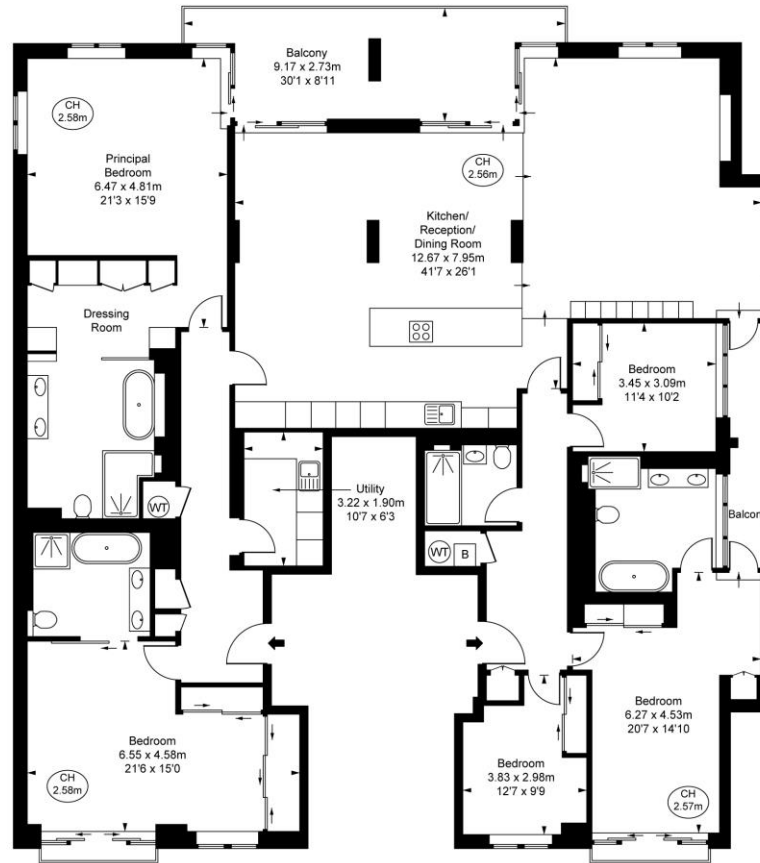 Balcony
9.17 x 2.73m
30'1 x 8'11
CH
2.58m
Principal
Bedroom
6.47 x 4.81m
21'3 x 15'9
CH
2.56m
Kitchen/
Reception/
Dining Room
12.67 x 7.95m
41'7 x 26'1
Dressing
Room
Bedroom
3.45 x 3.09m
11'4 x 10'2
Utility
3.22 x 1.90m
10'7 x 6'3
WT
Balcon
WT
B
Bedroom
6.55 x 4.58m
21'6 x 15'0
CH
2.58m
Bedroom
3.83 x 2.98m
12'7 x 9'9
Bedroom
6.27 x 4.53m
20'7 x 14'10
CH
2.57m